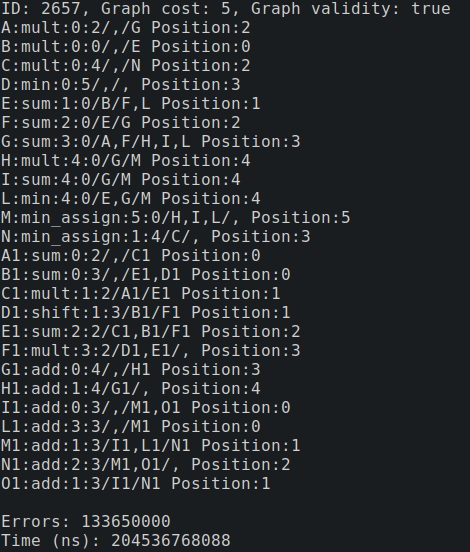 ID: 2657, Graph cost: 5, Graph validity: true
A:mult:0:2/,/G Position:2
B:mult:0:0/,/E Position:0
C:mult:0:4/,/N Position:2
D:min:0:5/,/, Position:3
E:sum:1:0/B/F,L Position:1
F:sum:2:0/E/G Position:2
G:sum:3:0/A,F/H,I,L Position:3
H:mult:4:0/G/M Position:4
I:sum:4:0/G/M Position:4
L:min:4:0/E,G/M Position:4
M:min_assign:5:0/H,I,L/, Position:5
N:min_assign:1:4/C/, Position:3
A1:sum:0:2/,/C1 Position:0
B1:sum:0:3/,/E1,D1 Position:0
C1:mult:1:2/A1/E1 Position:1
D1:shift:1:3/B1/F1 Position:1
E1:sum:2:2/C1,B1/F1 Position:2
F1:mult:3:2/D1,E1/, Position:3
G1:add:0:4/,/H1 Position:3
H1:add:1:4/G1/, Position:4
I1:add:0:3/,/M1,O1 Position:0
L1:add:3:3/,/M1 Position:0
M1:add:1:3/I1,L1/N1 Position:1
N1:add:2:3/M1,O1/, Position:2
O1:add:1:3/I1/N1 Position:1
Errors: 133650000
Time (ns): 204536768088